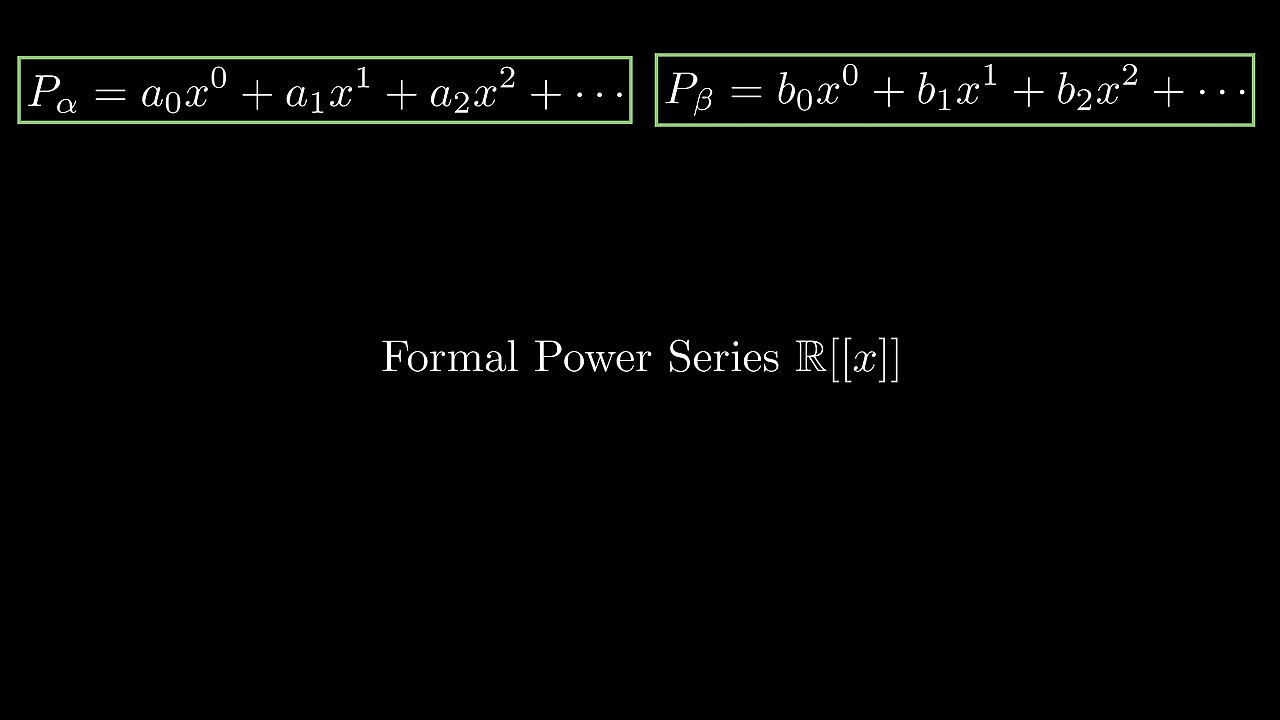 P_α = a_0x^0 + a_1x^1 + a_2x^2 + ⋯ P_β = b_0x^0 + b_1x^1 + b_2x^2 + ⋯
Formal Power Series ℝ[[x]]